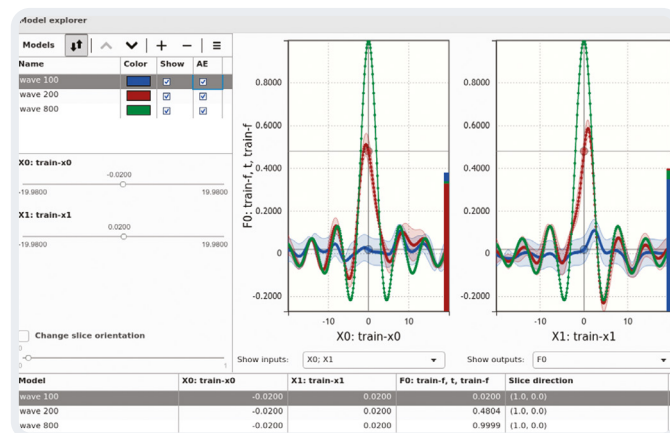 Model explorer
Models
Name Color Show AE
wave 100
wave 200
wave 800
X0: train-x0
-0.0200
-19.9800 19.9800
X1: train-x1
0.0200
-19.9800 19.9800
Change slice orientation
0 1
F0: train-f, t, train-f
0.8000
0.6000
0.4000
0.2000
0
-0.2000
-10 0 10
X0: train-x0
0.8000
0.6000
0.4000
0.2000
0
-0.2000
-10 0 10
X1: train-x1
Show inputs: X0; X1 Show outputs: F0
Model X0: train-x0 X1: train-x1 F0: train-f, t, train-f Slice direction
wave 100 -0.0200 0.0200 0.0200 (1.0, 0.0)
wave 200 -0.0200 0.0200 0.4804 (1.0, 0.0)
wave 800 -0.0200 0.0200 0.9999 (1.0, 0.0)